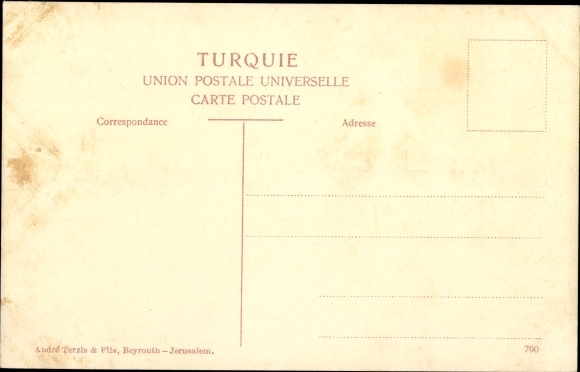 TURQUIE
UNION POSTALE UNIVERSELLE
CARTE POSTALE
Correspondance
Adresse
André Terzis & Fils, Beyrouth—Jerusalem.
790